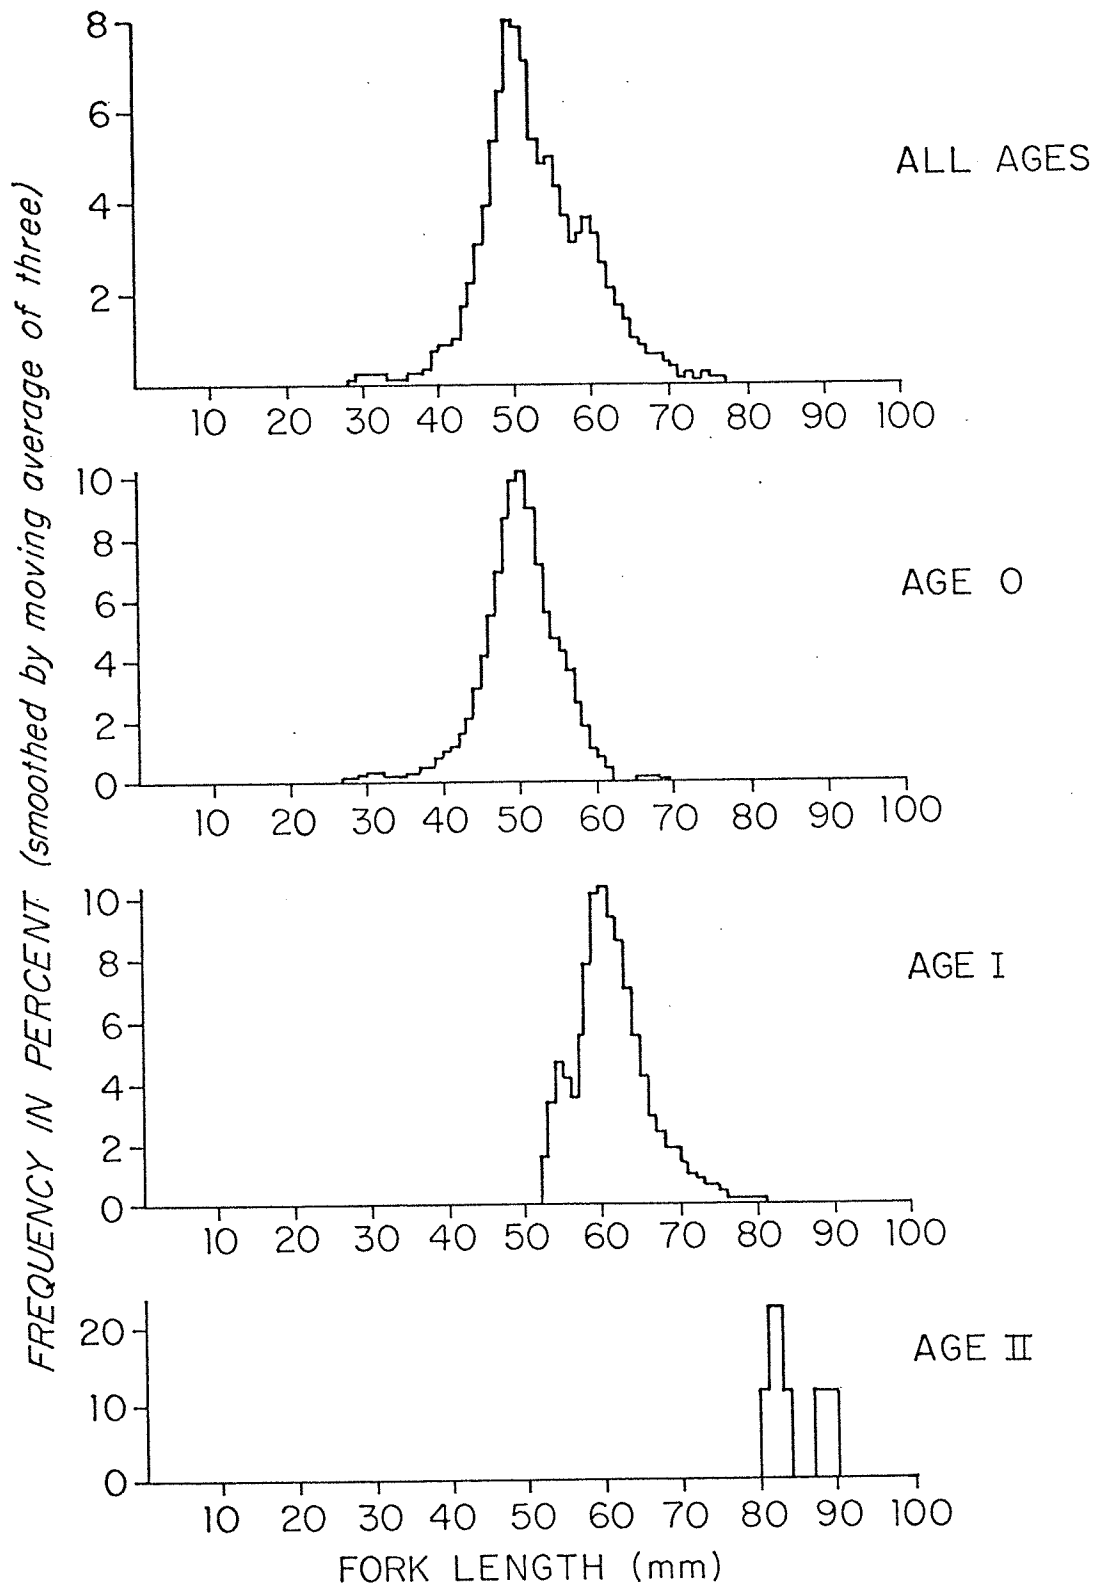 FREQUENCY IN PERCENT (smoothed by moving average of three)
8
6
4
2
ALL AGES
10 20 30 40 50 60 70 80 90 100
10
8
6
4
2
0
AGE 0
10 20 30 40 50 60 70 80 90 100
10
8
6
4
2
0
AGE I
10 20 30 40 50 60 70 80 90 100
20
10
0
AGE II
10 20 30 40 50 60 70 80 90 100
FORK LENGTH (mm)